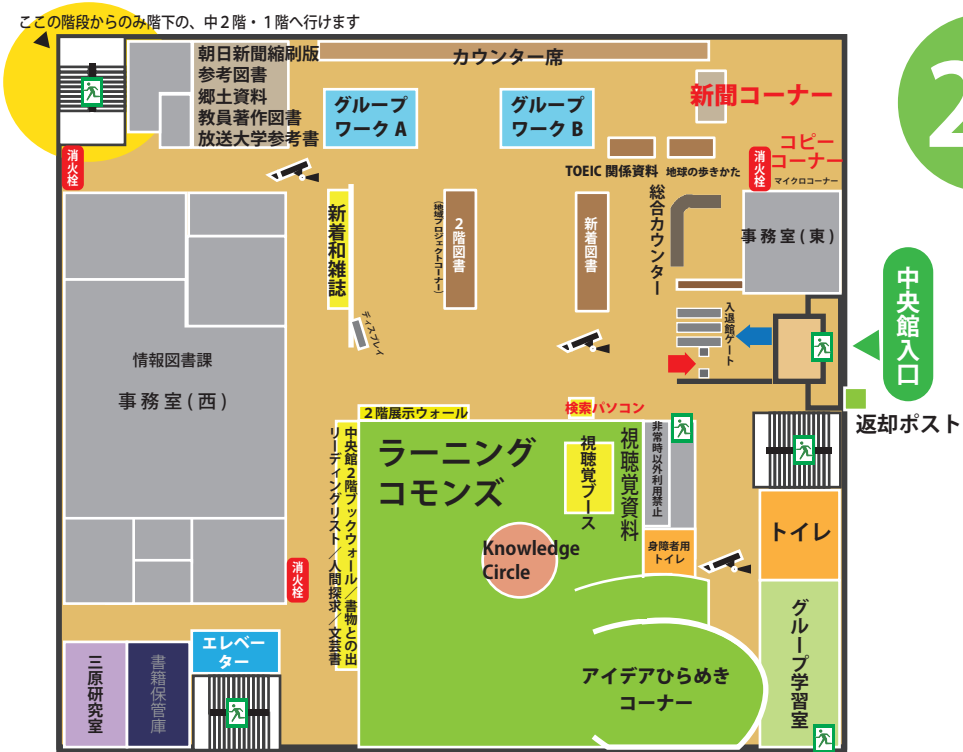 ここの階段からのみ階下の、中２階・１階へ行けます
朝日新聞縮刷版
参考図書
郷土資料
教員著作図書
放送大学参考書
カウンター席
グループ
ワーク A
グループ
ワーク B
新聞コーナー
2
消火栓
TOEIC 関係資料
地球の歩きかた
消火栓
コピー
コーナー
マイクロコーナー
新着和雑誌
２階図書
(地域プロジェクトコーナー)
新着図書
総合カウンター
事務室(東)
ディスプレイ
入退館ゲート
中央館入口
情報図書課
事務室(西)
返却ポスト
２階展示ウォール
検索パソコン
中央館２階ブックウォール／書物との出
リーディングリスト／人間探求／文芸書
ラーニング
コモンズ
視聴覚ブース
視聴覚資料
非常時以外利用禁止
Knowledge
Circle
身障者用
トイレ
トイレ
消火栓
エレベー
ター
三原研究室
書籍保管庫
アイデアひらめき
コーナー
グループ学習室